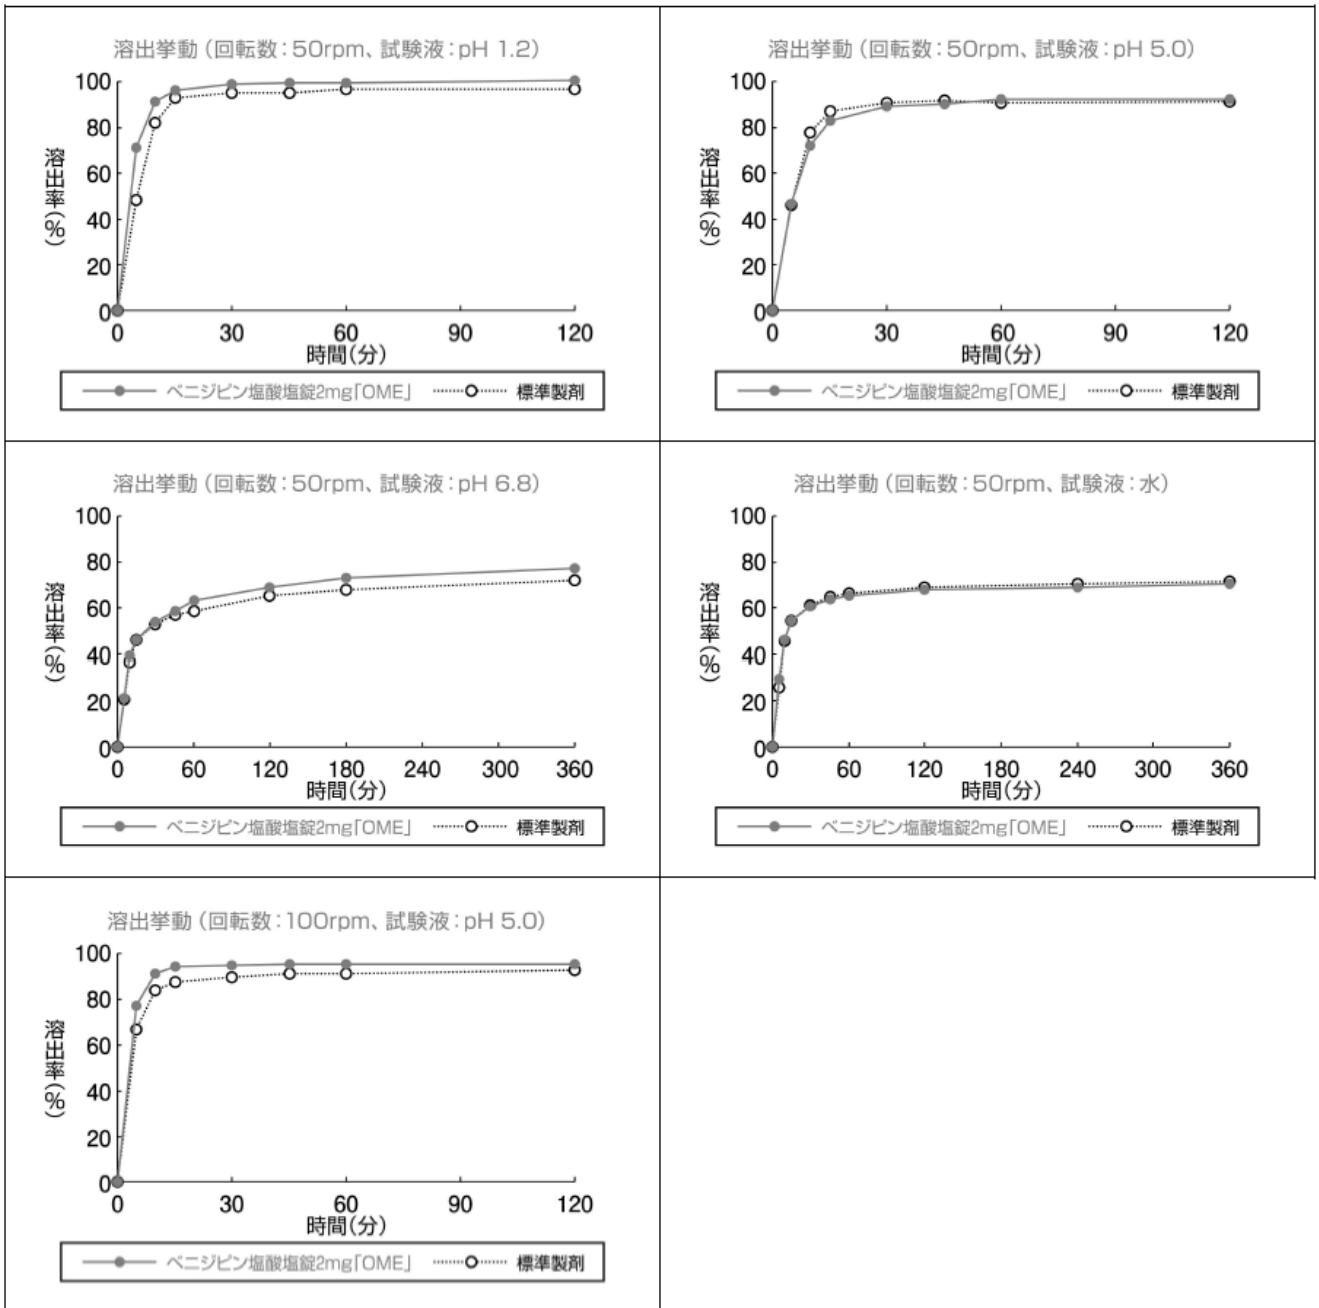 溶出挙動（回転数：50rpm、試験液：pH 1.2）
100
80
60
40
20
0
溶出率(%)
0 30 60 90 120
時間(分)
ベニジピン塩酸塩錠2mg「OME」 標準製剤
溶出挙動（回転数：50rpm、試験液：pH 5.0）
100
80
60
40
20
0
溶出率(%)
0 30 60 90 120
時間(分)
ベニジピン塩酸塩錠2mg「OME」 標準製剤
溶出挙動（回転数：50rpm、試験液：pH 6.8）
100
80
60
40
20
0
溶出率(%)
0 60 120 180 240 300 360
時間(分)
ベニジピン塩酸塩錠2mg「OME」 標準製剤
溶出挙動（回転数：50rpm、試験液：水）
100
80
60
40
20
0
溶出率(%)
0 60 120 180 240 300 360
時間(分)
ベニジピン塩酸塩錠2mg「OME」 標準製剤
溶出挙動（回転数：100rpm、試験液：pH 5.0）
100
80
60
40
20
0
溶出率(%)
0 30 60 90 120
時間(分)
ベニジピン塩酸塩錠2mg「OME」 標準製剤